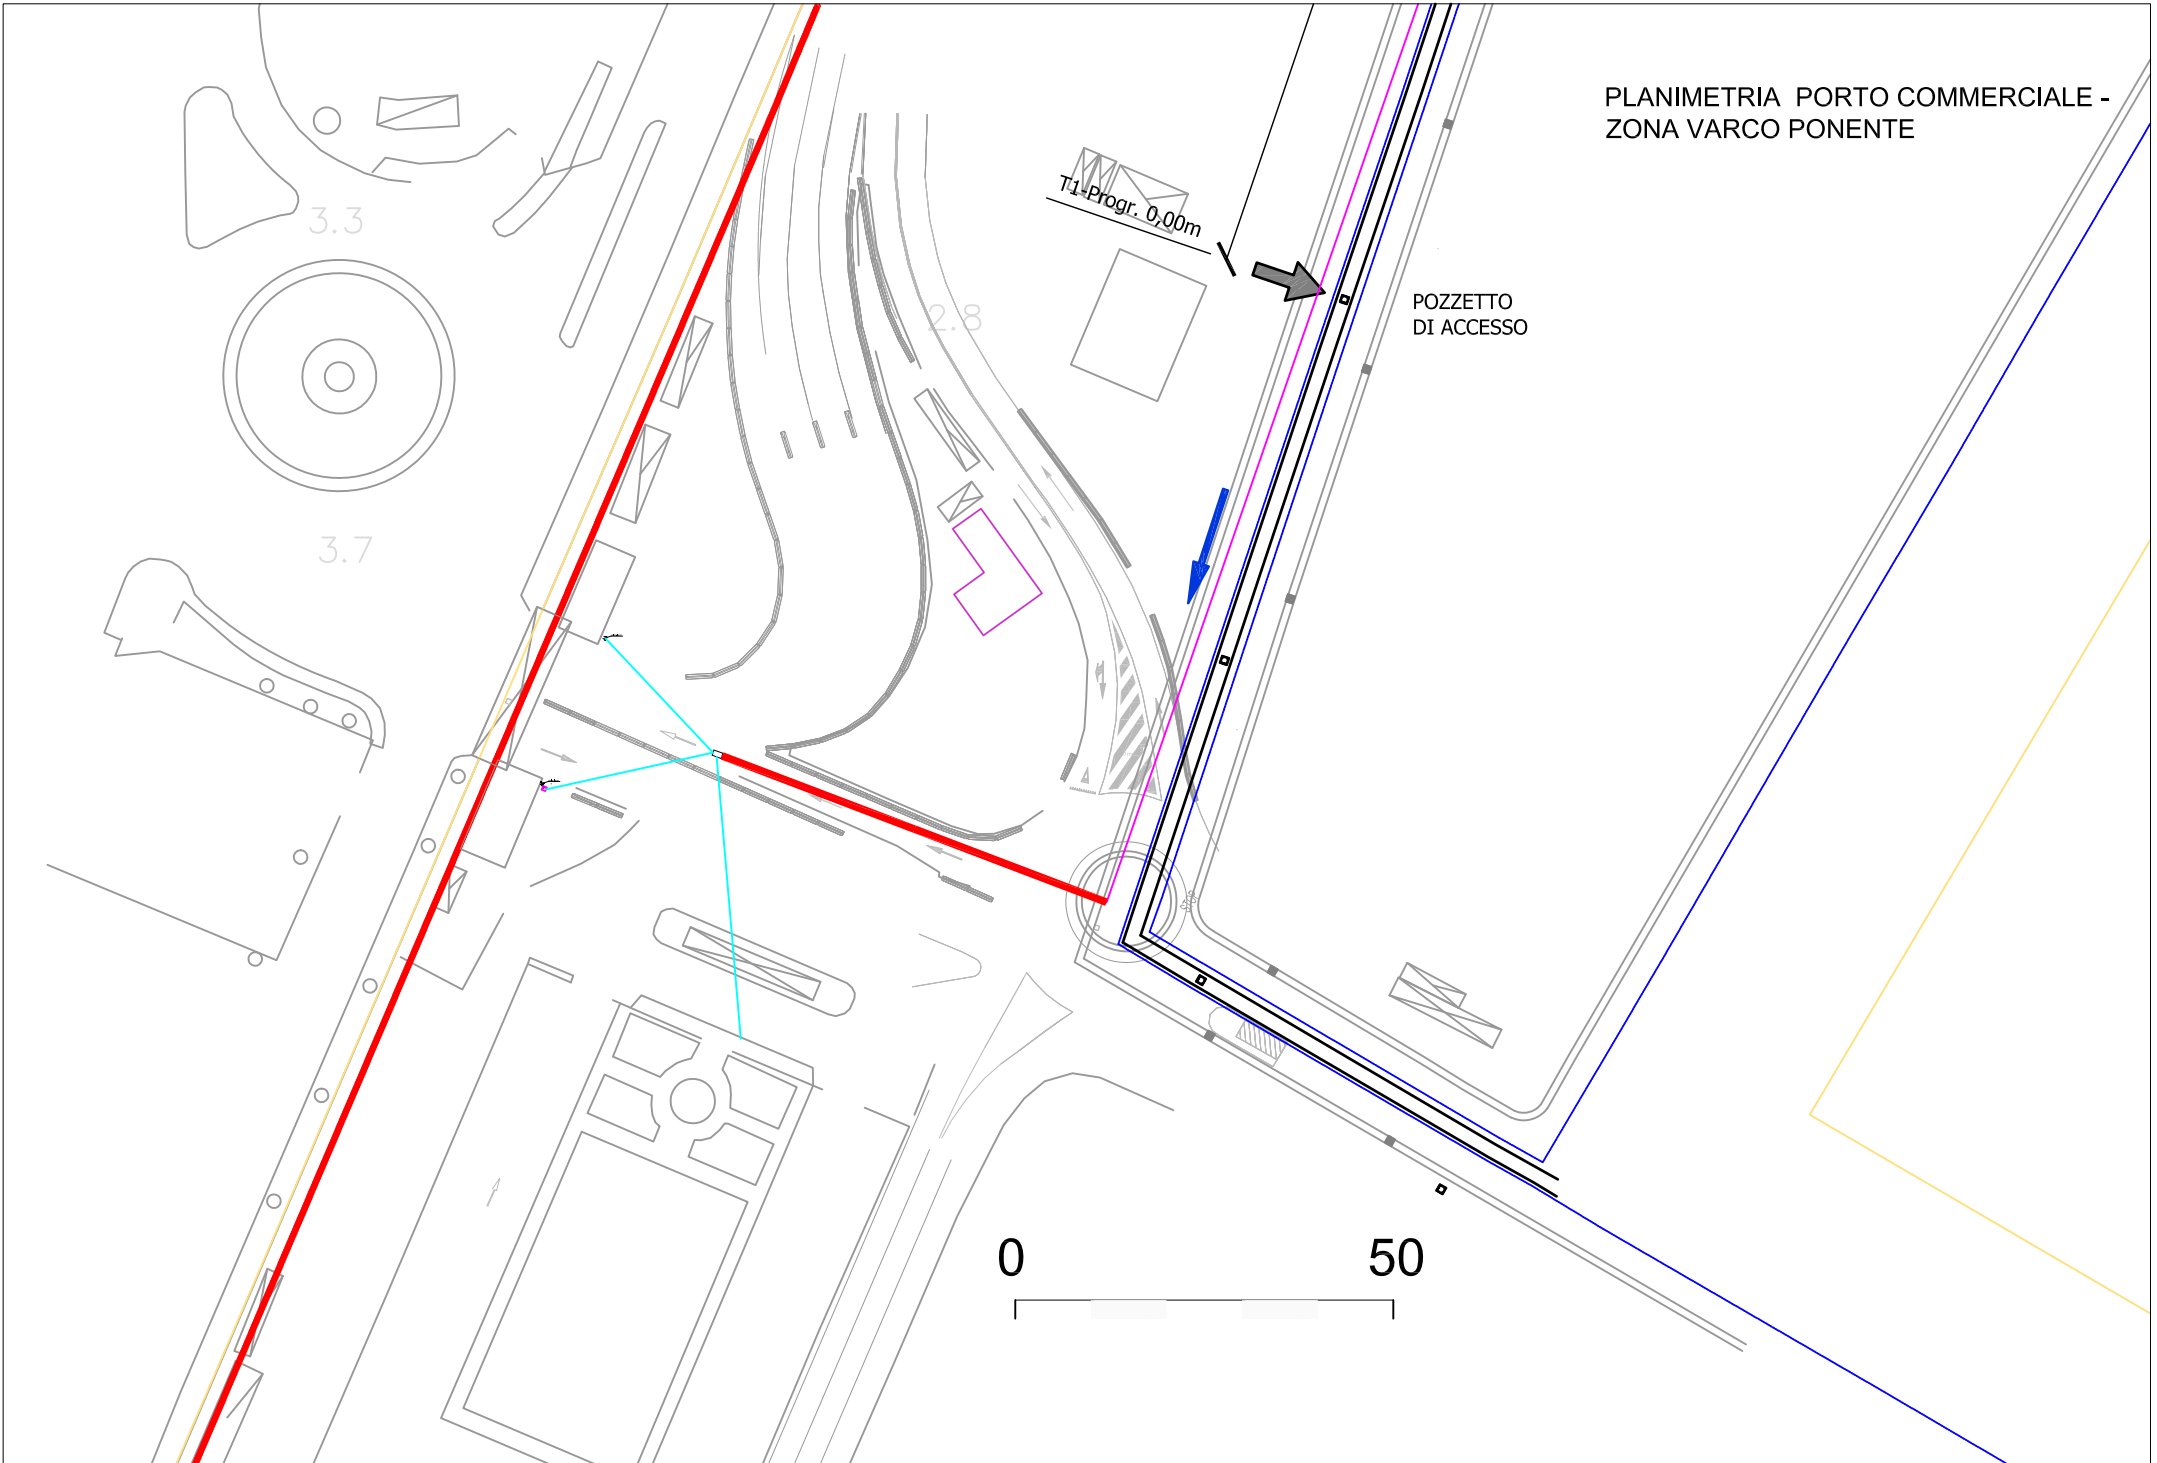 PLANIMETRIA PORTO COMMERCIALE -
ZONA VARCO PONENTE
T1-Progr. 0,00m
3.3
POZZETTO
DI ACCESSO
2.8
3.7
STOP
0 50